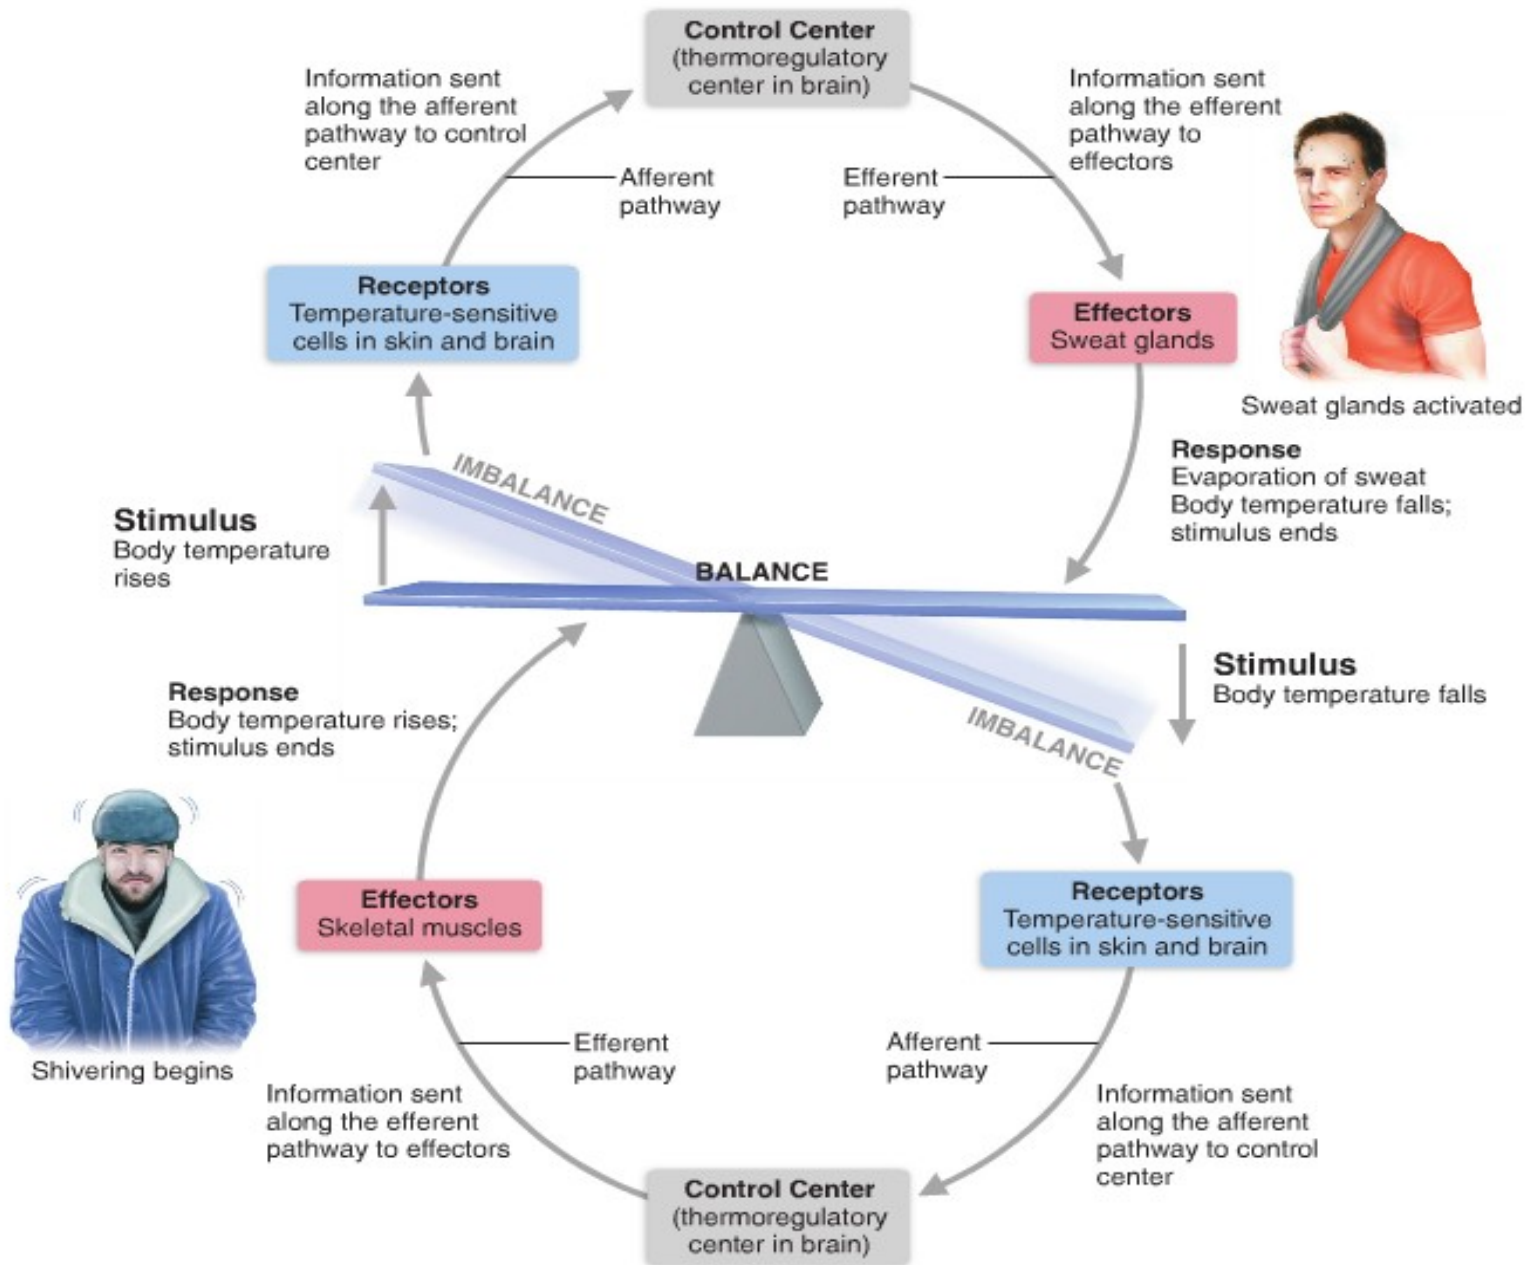 Control Center
(thermoregulatory
center in brain)
Information sent
along the afferent
pathway to control
center
Afferent
pathway
Efferent
pathway
Information sent
along the efferent
pathway to
effectors
Receptors
Temperature-sensitive
cells in skin and brain
Effectors
Sweat glands
Sweat glands activated
Response
Evaporation of sweat
Body temperature falls;
stimulus ends
IMBALANCE
Stimulus
Body temperature
rises
BALANCE
Stimulus
Body temperature falls
IMBALANCE
Response
Body temperature rises;
stimulus ends
Effectors
Skeletal muscles
Shivering begins
Receptors
Temperature-sensitive
cells in skin and brain
Efferent
pathway
Afferent
pathway
Information sent
along the efferent
pathway to effectors
Information sent
along the afferent
pathway to control
center
Control Center
(thermoregulatory
center in brain)